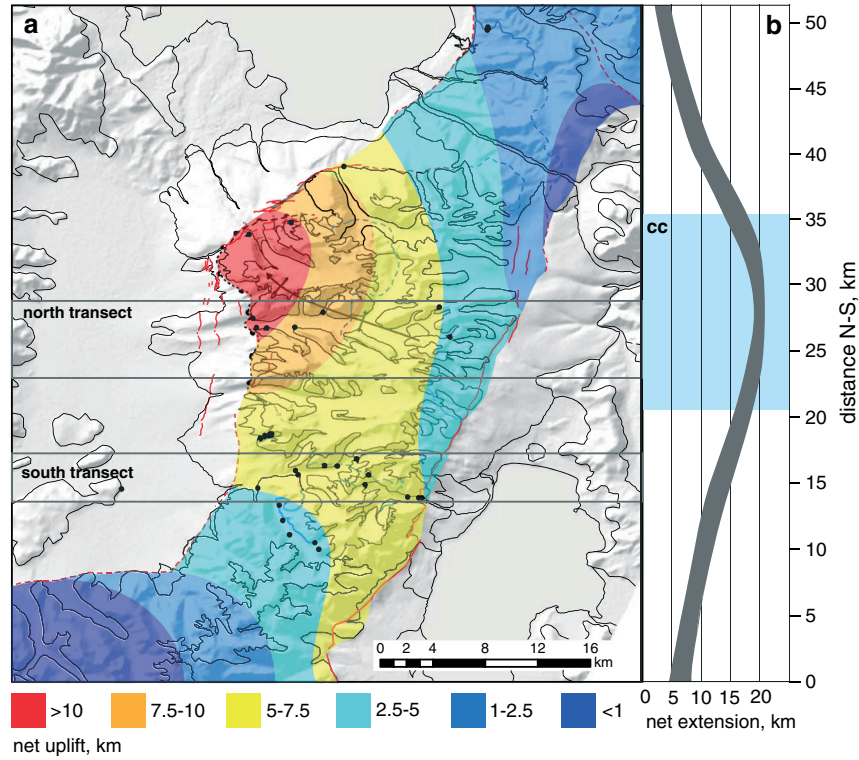 a
b
cc
north transect
south transect
0 2 4 8 12 16
km
50
45
40
35
30
25
20
15
10
5
0
distance N-S, km
0 5 10 15 20
net extension, km
>10
7.5-10
5-7.5
2.5-5
1-2.5
<1
net uplift, km